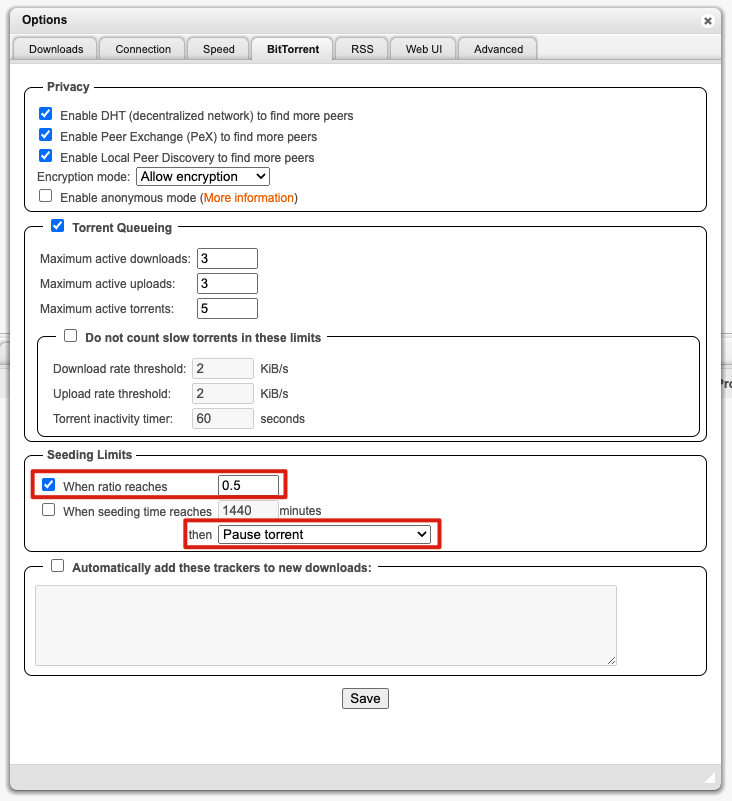 Options
Downloads Connection Speed BitTorrent RSS Web UI Advanced
Privacy
Enable DHT (decentralized network) to find more peers
Enable Peer Exchange (PeX) to find more peers
Enable Local Peer Discovery to find more peers
Encryption mode: Allow encryption
Enable anonymous mode (More information)
Torrent Queueing
Maximum active downloads: 3
Maximum active uploads: 3
Maximum active torrents: 5
Do not count slow torrents in these limits
Download rate threshold: 2 KiB/s
Upload rate threshold: 2 KiB/s
Torrent inactivity timer: 60 seconds
Seeding Limits
When ratio reaches 0.5
When seeding time reaches 1440 minutes
then Pause torrent
Automatically add these trackers to new downloads:
Save